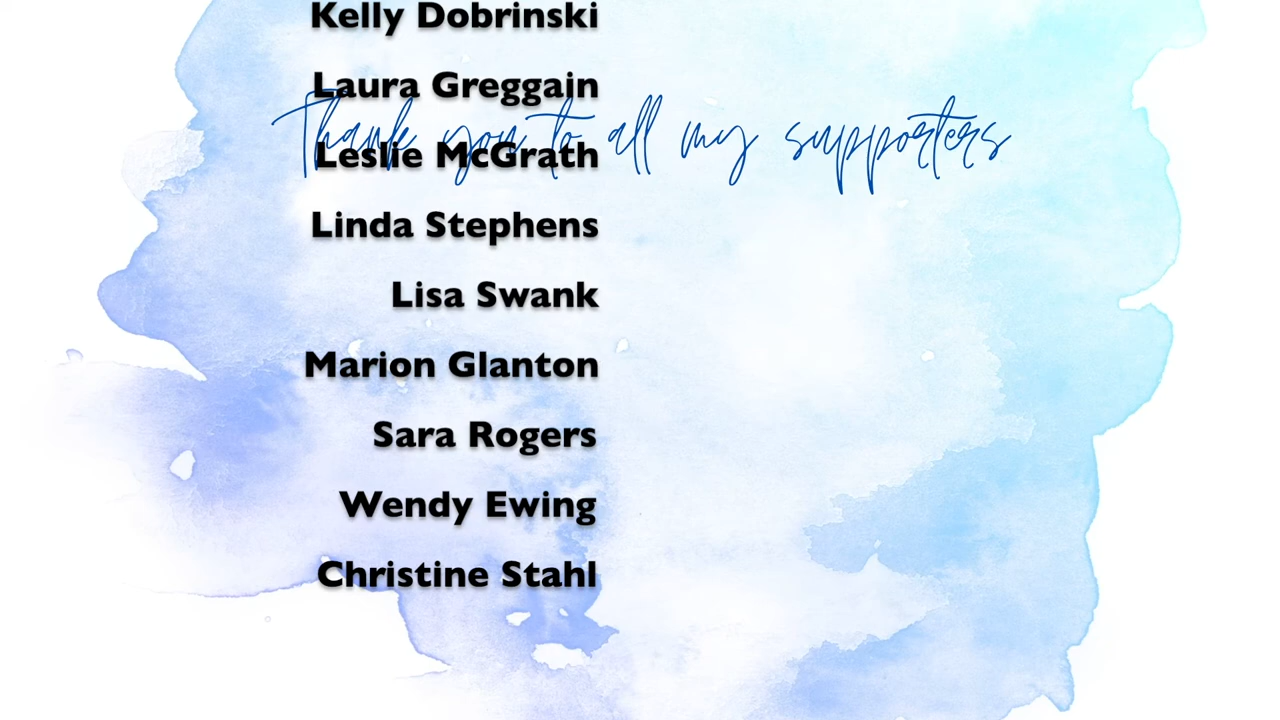 Kelly Dobrinski
Laura Greggain
Thank you to all my supporters
Leslie McGrath
Linda Stephens
Lisa Swank
Marion Glanton
Sara Rogers
Wendy Ewing
Christine Stahl